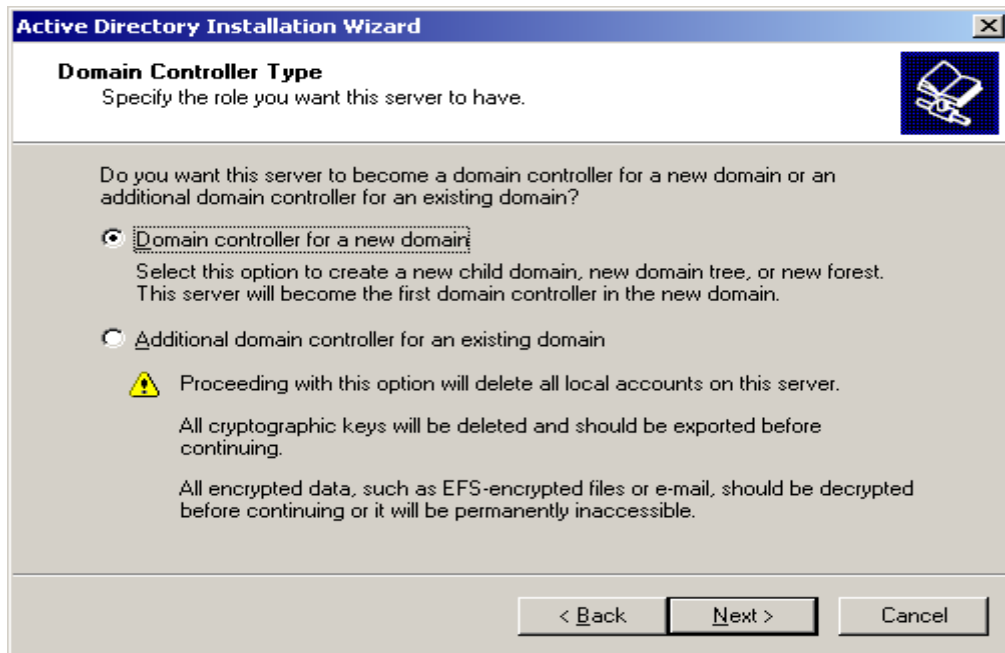 Active Directory Installation Wizard
Domain Controller Type
Specify the role you want this server to have.
Do you want this server to become a domain controller for a new domain or an
additional domain controller for an existing domain?
Domain controller for a new domain
Select this option to create a new child domain, new domain tree, or new forest.
This server will become the first domain controller in the new domain.
Additional domain controller for an existing domain
Proceeding with this option will delete all local accounts on this server.
All cryptographic keys will be deleted and should be exported before
continuing.
All encrypted data, such as EFS-encrypted files or e-mail, should be decrypted
before continuing or it will be permanently inaccessible.
< Back Next > Cancel